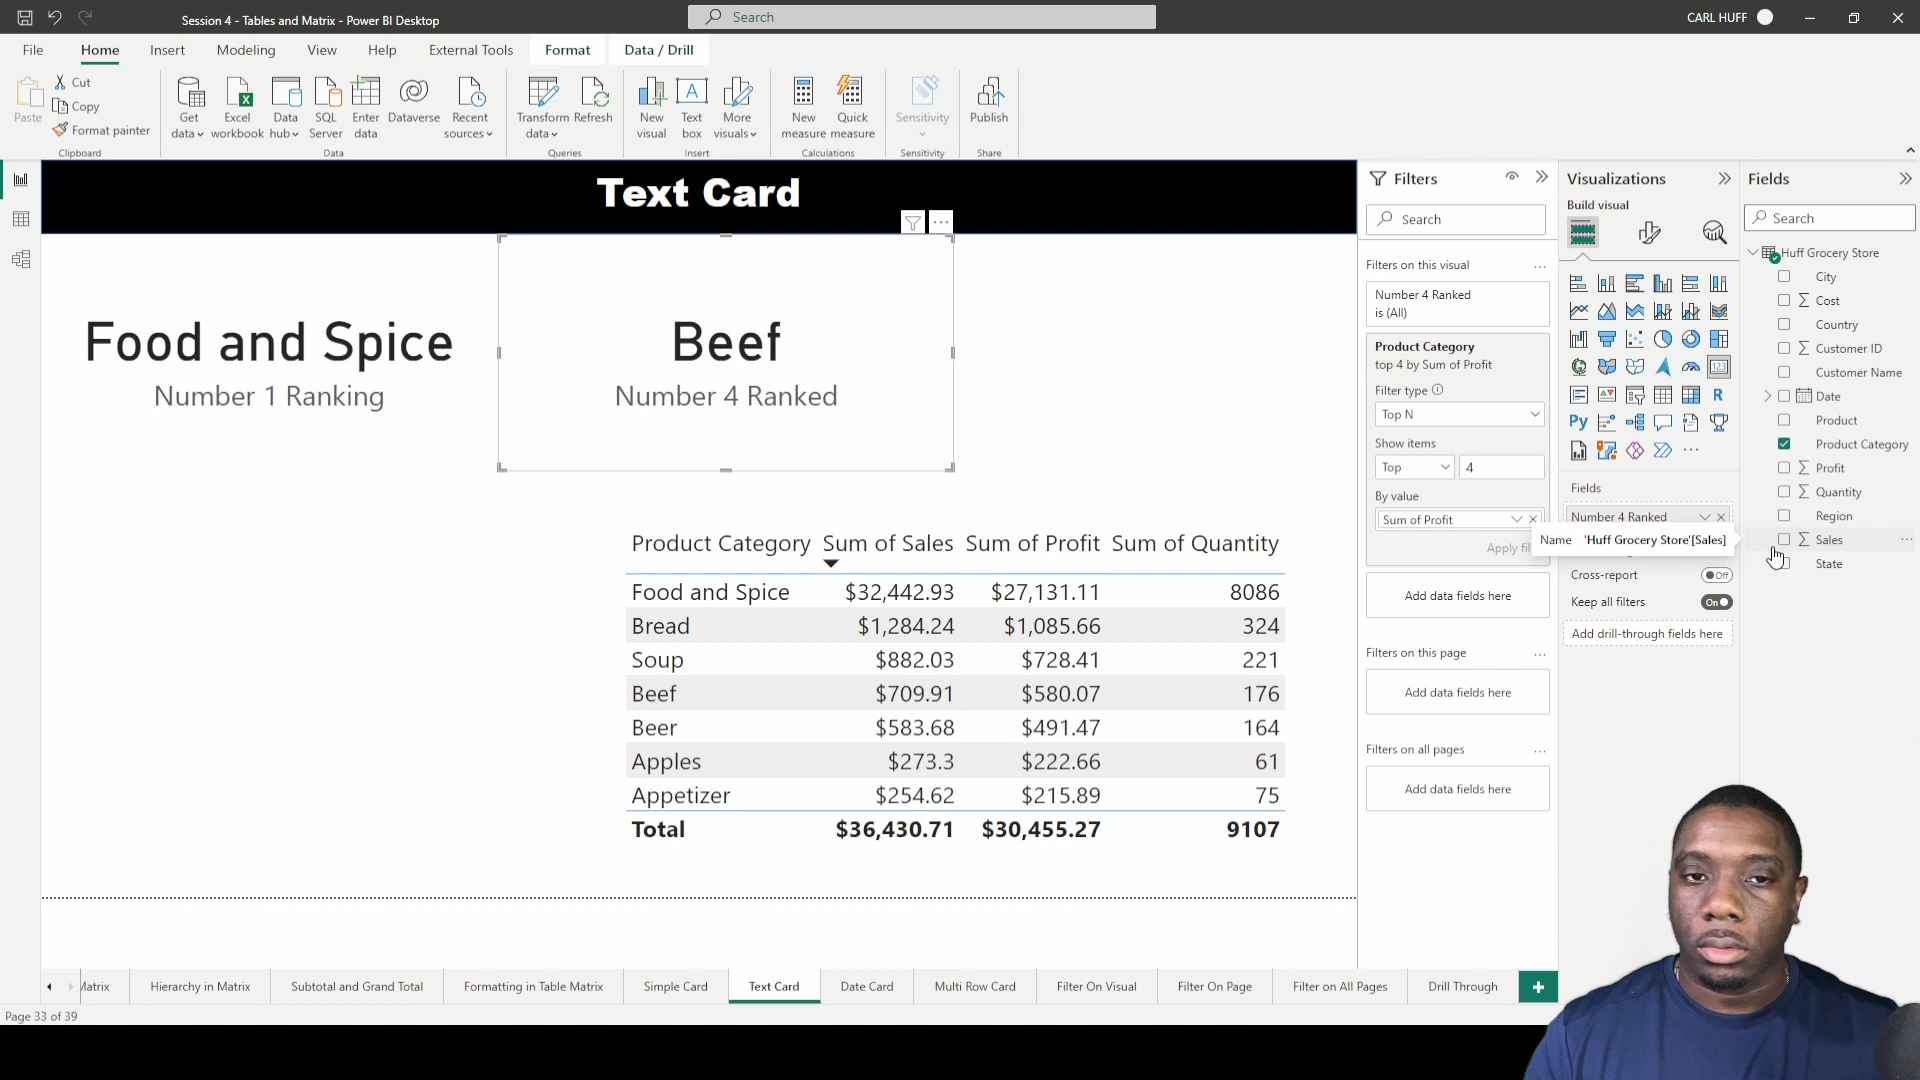 Session 4 - Tables and Matrix - Power BI Desktop
Search
CARL HUFF
File Home Insert Modeling View Help External Tools Format Data / Drill
Paste
Cut
Copy
Format painter
Get data
Excel workbook
Data hub
SQL Server
Enter data
Dataverse
Recent sources
Transform data
Refresh
New visual
Text box
More visuals
New measure
Quick measure
Sensitivity
Publish
Clipboard Data Queries Insert Calculations Sensitivity Share
Text Card
Food and Spice
Number 1 Ranking
Beef
Number 4 Ranked
Product Category Sum of Sales Sum of Profit Sum of Quantity
Food and Spice $32,442.93 $27,131.11 8086
Bread $1,284.24 $1,085.66 324
Soup $882.03 $728.41 221
Beef $709.91 $580.07 176
Beer $583.68 $491.47 164
Apples $273.3 $222.66 61
Appetizer $254.62 $215.89 75
Total $36,430.71 $30,455.27 9107
Filters
Search
Filters on this visual
Number 4 Ranked
is (All)
Product Category
top 4 by Sum of Profit
Filter type
Top N
Show items
Top 4
By value
Sum of Profit
Apply
Add data fields here
Filters on this page
Add data fields here
Filters on all pages
Add data fields here
Visualizations
Build visual
123
R
Py
Fields
Number 4 Ranked
Name 'Huff Grocery Store'[Sales]
Cross-report Off
Keep all filters On
Add drill-through fields here
Fields
Search
Huff Grocery Store
City
Cost
Country
Customer ID
Customer Name
Date
Product
Product Category
Profit
Quantity
Region
Sales
State
Matrix Hierarchy in Matrix Subtotal and Grand Total Formatting in Table Matrix Simple Card Text Card Date Card Multi Row Card Filter On Visual Filter On Page Filter on All Pages Drill Through
Page 33 of 39